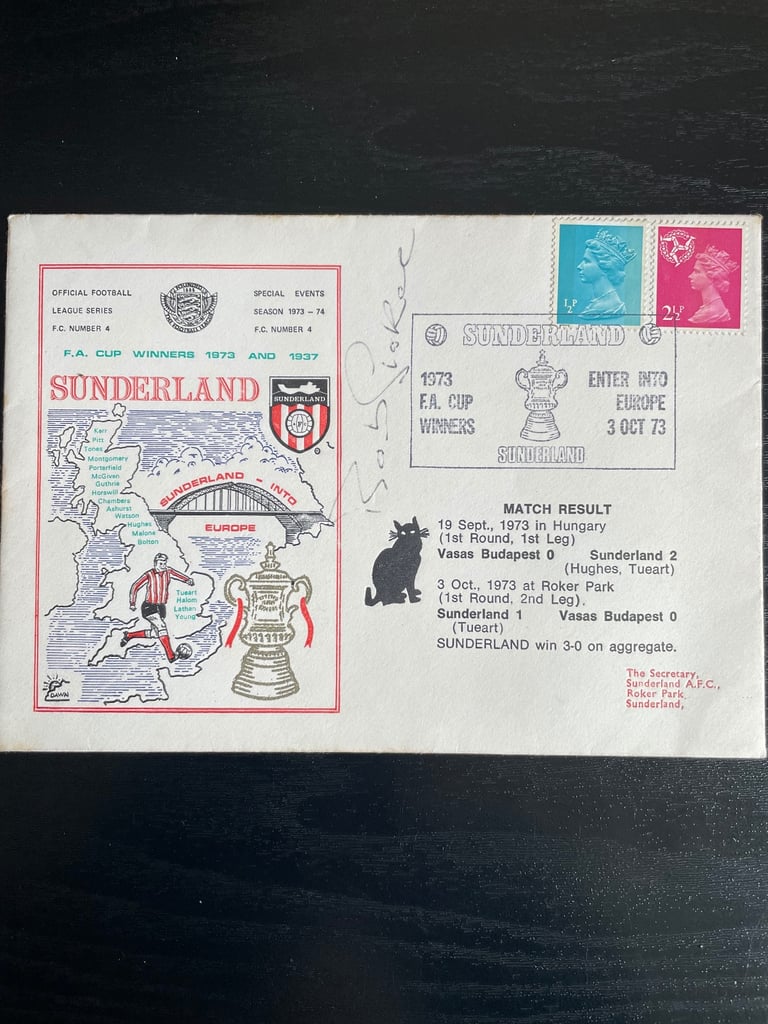 OFFICIAL FOOTBALL
LEAGUE SERIES
F.C. NUMBER 4
SPECIAL EVENTS
SEASON 1973 - 74
F.C. NUMBER 4
F.A. CUP WINNERS 1973 AND 1937
SUNDERLAND
SUNDERLAND
Kerr
Pitt
Tones
Montgomery
Porterfield
McGiven
Guthrie
Horswill
Chambers
Ashurst
Watson
Hughes
Malone
Bolton
SUNDERLAND - INTO
EUROPE
Tueart
Halom
Lathan
Young
DAWN
½P
2½P
SUNDERLAND
1973
F.A. CUP
WINNERS
ENTER INTO
EUROPE
3 OCT 73
SUNDERLAND
Bob Stokoe
MATCH RESULT
19 Sept., 1973 in Hungary
(1st Round, 1st Leg)
Vasas Budapest 0 Sunderland 2
(Hughes, Tueart)
3 Oct., 1973 at Roker Park
(1st Round, 2nd Leg).
Sunderland 1 Vasas Budapest 0
(Tueart)
SUNDERLAND win 3-0 on aggregate.
The Secretary,
Sunderland A.F.C.,
Roker Park,
Sunderland,